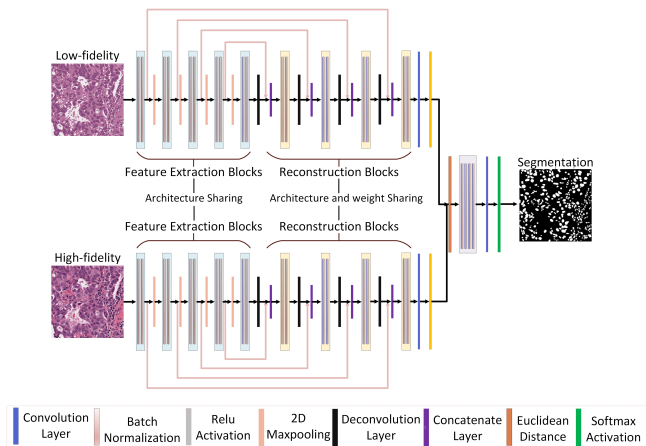 Low-fidelity
Feature Extraction Blocks
Reconstruction Blocks
Architecture Sharing
Architecture and weight Sharing
Feature Extraction Blocks
Reconstruction Blocks
High-fidelity
Segmentation
Convolution
Layer
Batch
Normalization
Relu
Activation
2D
Maxpooling
Deconvolution
Layer
Concatenate
Layer
Euclidean
Distance
Softmax
Activation